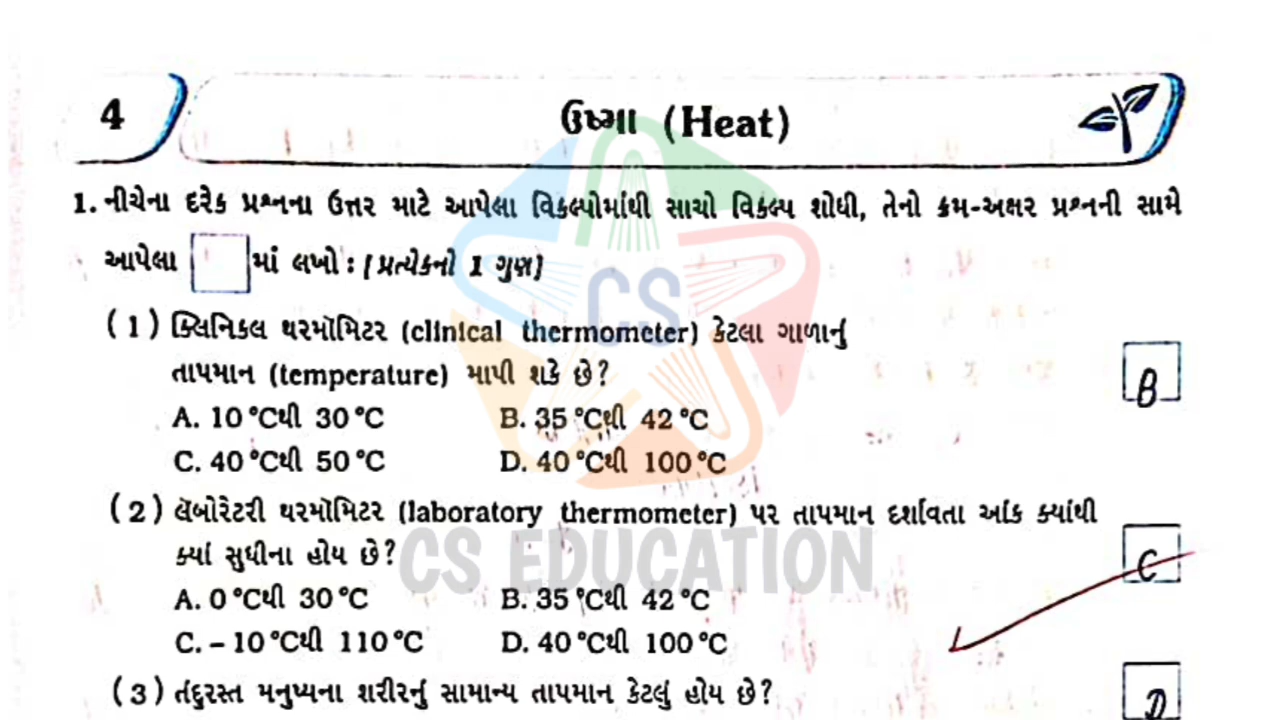 4
ઉષ્મા (Heat)
1. નીચેના દરેક પ્રશ્નના ઉત્તર માટે આપેલા વિકલ્પોમાંથી સાચો વિકલ્પ શોધી, તેનો ક્રમ-અક્ષર પ્રશ્નની સામે
આપેલા માં લખો : [પ્રત્યેકનો 1 ગુણ]
(1) ક્લિનિકલ થરમૉમિટર (clinical thermometer) કેટલા ગાળાનું
તાપમાન (temperature) માપી શકે છે? B
A. 10 °Cથી 30 °C B. 35 °Cથી 42 °C
C. 40 °Cથી 50 °C D. 40 °Cથી 100 °C
(2) લૅબોરેટરી થરમૉમિટર (laboratory thermometer) પર તાપમાન દર્શાવતા આંક ક્યાંથી
ક્યાં સુધીના હોય છે? C
A. 0 °Cથી 30 °C B. 35 °Cથી 42 °C
C. – 10 °Cથી 110 °C D. 40 °Cથી 100 °C
(3) તંદુરસ્ત મનુષ્યના શરીરનું સામાન્ય તાપમાન કેટલું હોય છે? D
CS
CS EDUCATION